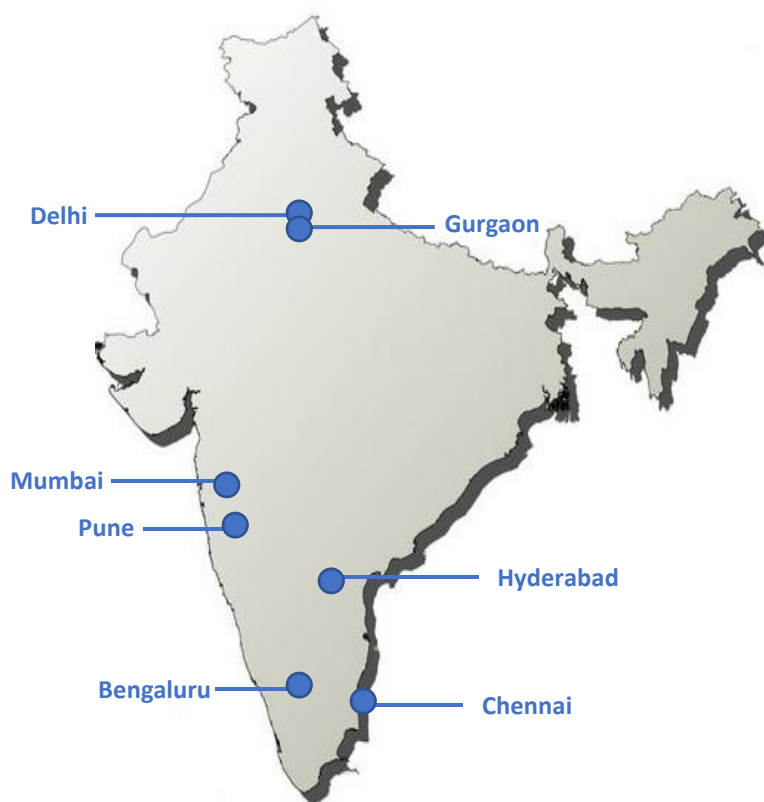 Delhi
Gurgaon
Mumbai
Pune
Hyderabad
Bengaluru
Chennai